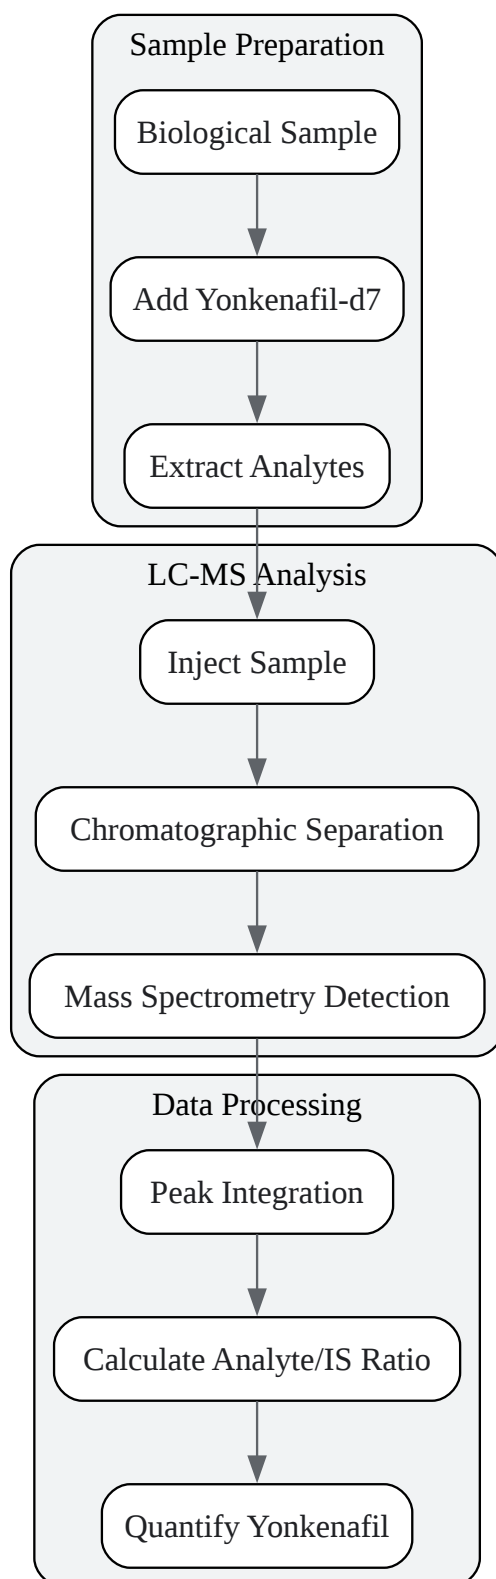 Sample Preparation
Biological Sample
Add Yonkenafil-d7
Extract Analytes
LC-MS Analysis
Inject Sample
Chromatographic Separation
Mass Spectrometry Detection
Data Processing
Peak Integration
Calculate Analyte/IS Ratio
Quantify Yonkenafil